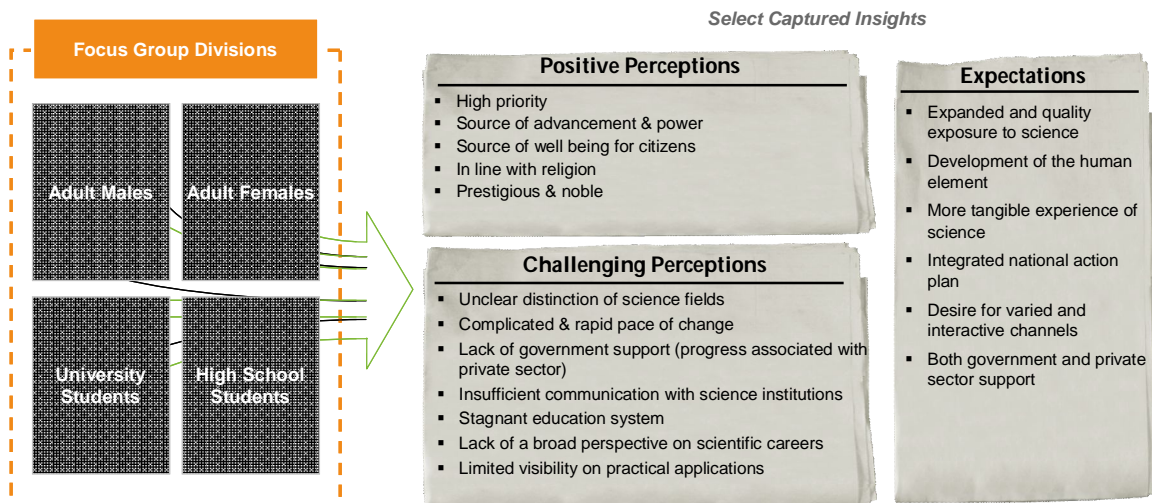 Select Captured Insights
Focus Group Divisions
Adult Males
Adult Females
University
Students
High School
Students
Positive Perceptions
▪ High priority
▪ Source of advancement & power
▪ Source of well being for citizens
▪ In line with religion
▪ Prestigious & noble
Challenging Perceptions
▪ Unclear distinction of science fields
▪ Complicated & rapid pace of change
▪ Lack of government support (progress associated with
private sector)
▪ Insufficient communication with science institutions
▪ Stagnant education system
▪ Lack of a broad perspective on scientific careers
▪ Limited visibility on practical applications
Expectations
▪ Expanded and quality
exposure to science
▪ Development of the human
element
▪ More tangible experience of
science
▪ Integrated national action
plan
▪ Desire for varied and
interactive channels
▪ Both government and private
sector support